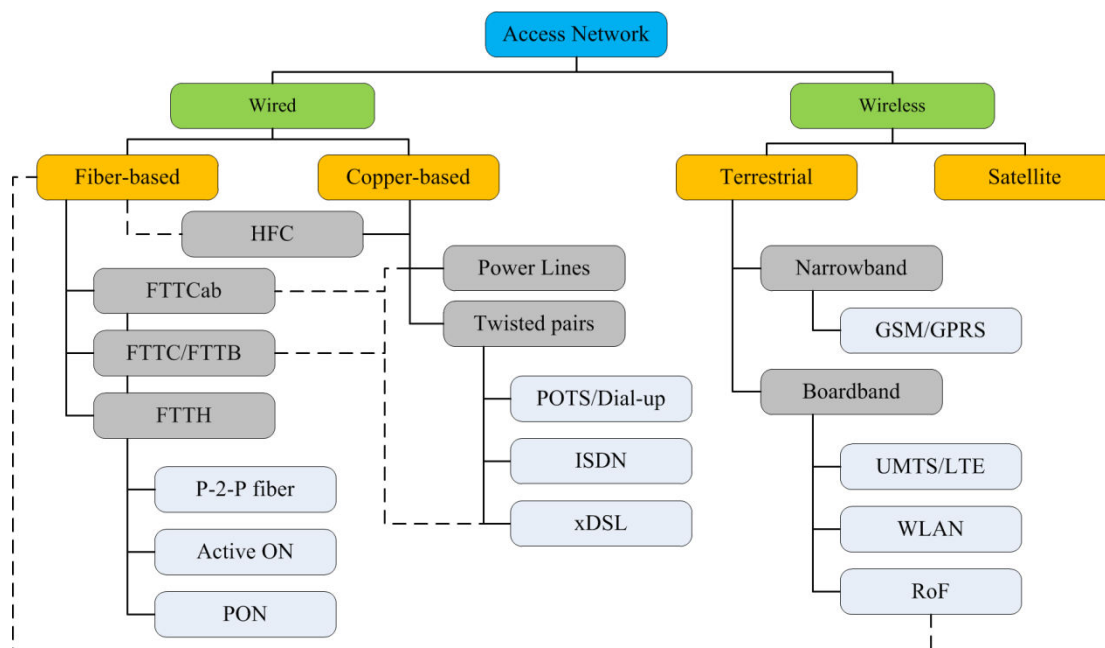 Access Network
Wired
Wireless
Fiber-based
Copper-based
Terrestrial
Satellite
HFC
Power Lines
Narrowband
FTTCab
Twisted pairs
GSM/GPRS
FTTC/FTTB
Boardband
FTTH
POTS/Dial-up
ISDN
UMTS/LTE
P-2-P fiber
xDSL
WLAN
Active ON
RoF
PON